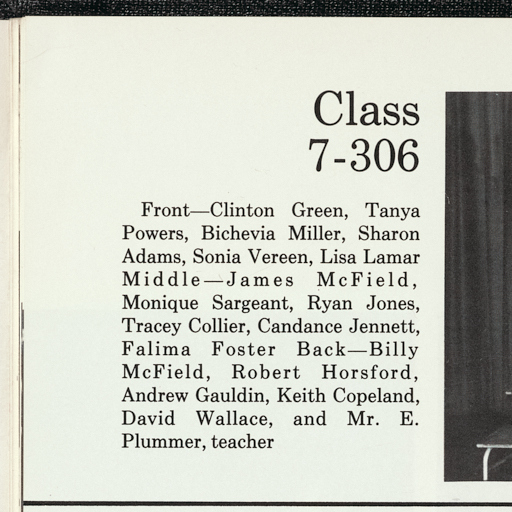 Class
7-306
Front—Clinton Green, Tanya
Powers, Bichevia Miller, Sharon
Adams, Sonia Vereen, Lisa Lamar
Middle—James McField,
Monique Sargeant, Ryan Jones,
Tracey Collier, Candance Jennett,
Falima Foster Back—Billy
McField, Robert Horsford,
Andrew Gauldin, Keith Copeland,
David Wallace, and Mr. E.
Plummer, teacher